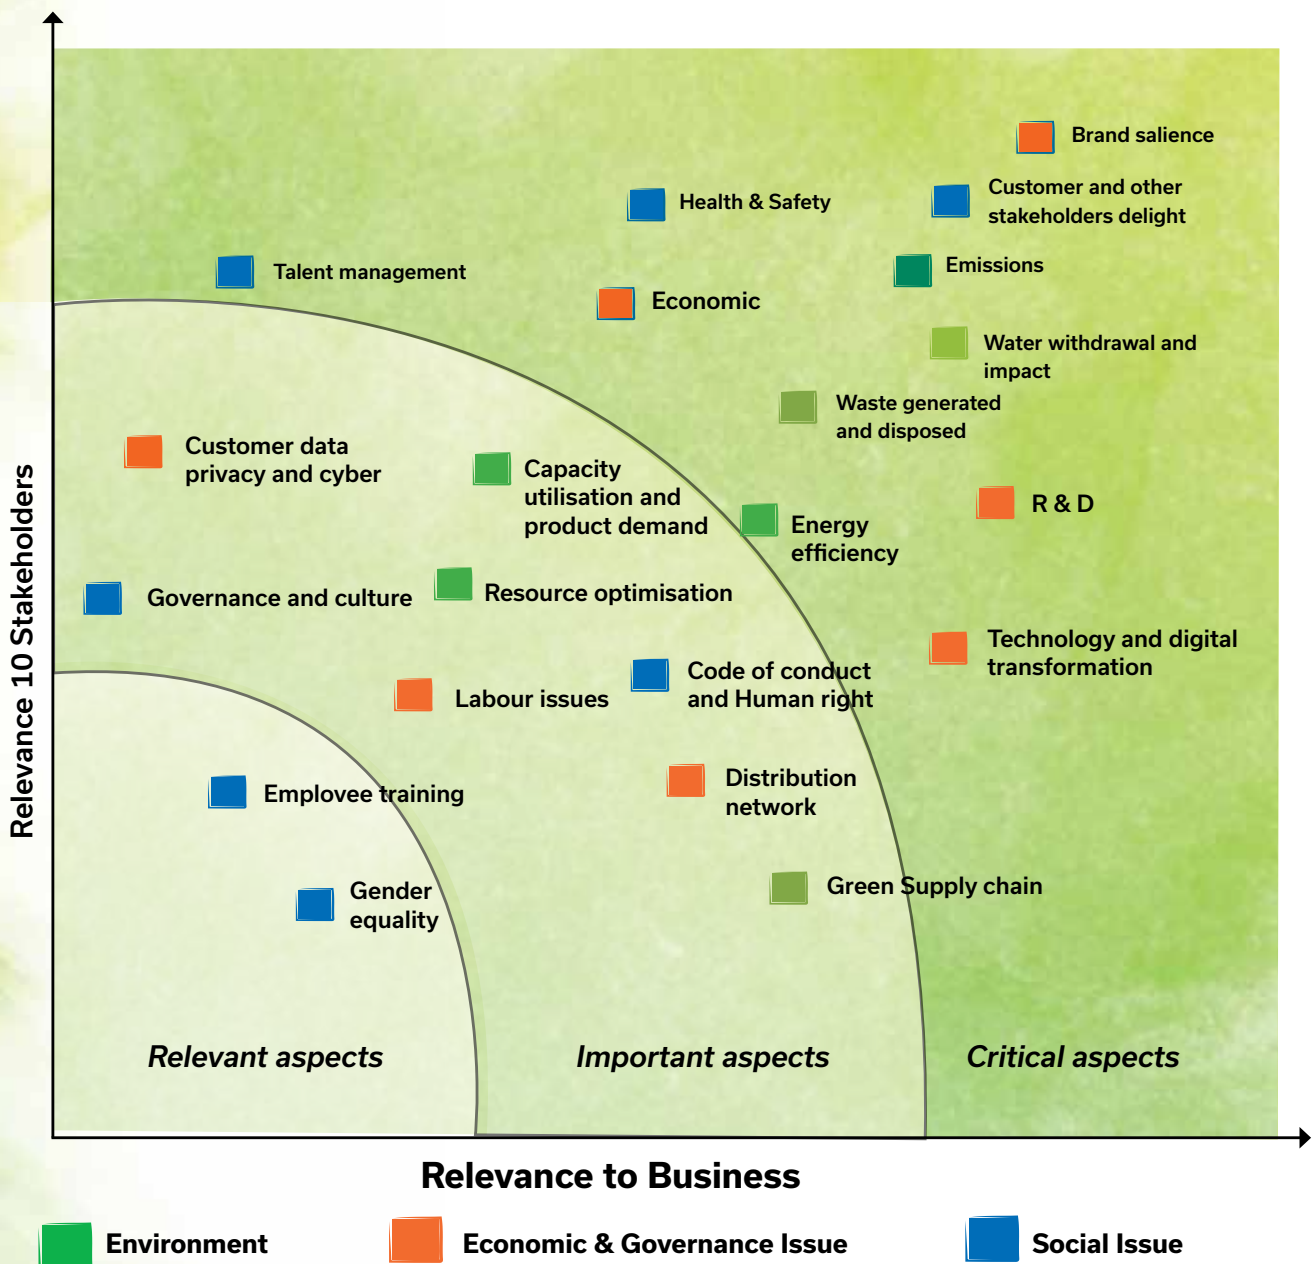 Brand salience
Health & Safety
Customer and other
stakeholders delight
Talent management
Emissions
Economic
Water withdrawal and
impact
Waste generated
and disposed
Customer data
privacy and cyber
Capacity
utilisation and
product demand
R & D
Energy
efficiency
Governance and culture
Resource optimisation
Technology and digital
transformation
Code of conduct
and Human right
Labour issues
Distribution
network
Emplovee training
Green Supply chain
Gender
equality
Relevance 10 Stakeholders
Relevant aspects
Important aspects
Critical aspects
Relevance to Business
Environment
Economic & Governance Issue
Social Issue